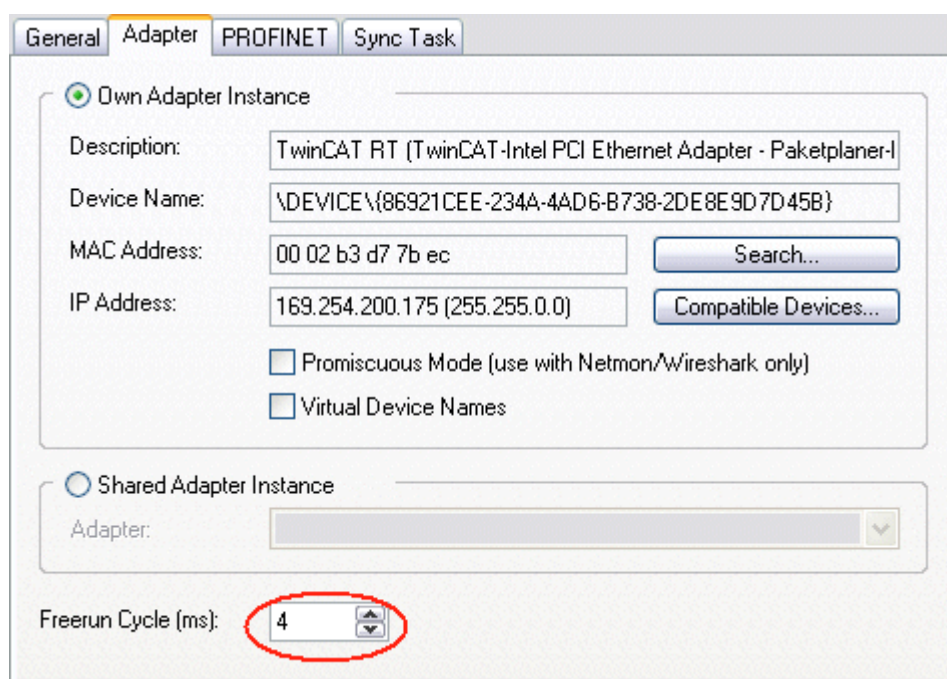 General Adapter PROFINET Sync Task
Own Adapter Instance
Description: TwinCAT RT (TwinCAT-Intel PCI Ethernet Adapter - Paketplaner-
Device Name: \DEVICE\{86921CEE-234A-4AD6-B738-2DE8E9D7D45B}
MAC Address: 00 02 b3 d7 7b ec Search...
IP Address: 169.254.200.175 (255.255.0.0) Compatible Devices...
Promiscuous Mode (use with Netmon/Wireshark only)
Virtual Device Names
Shared Adapter Instance
Adapter:
Freerun Cycle (ms): 4